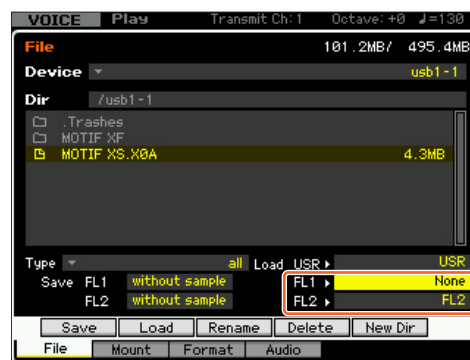 VOICE Play Transmit Ch:1 Octave:+0 ♩=130
File 101.2MB/ 495.4MB
Device usb1-1
Dir /usb1-1
.Trashes
MOTIF XF
MOTIF XS.X0A 4.3MB
Type all Load USR USR
Save FL1 without sample FL1 None
FL2 without sample FL2 FL2
Save Load Rename Delete New Dir
File Mount Format Audio